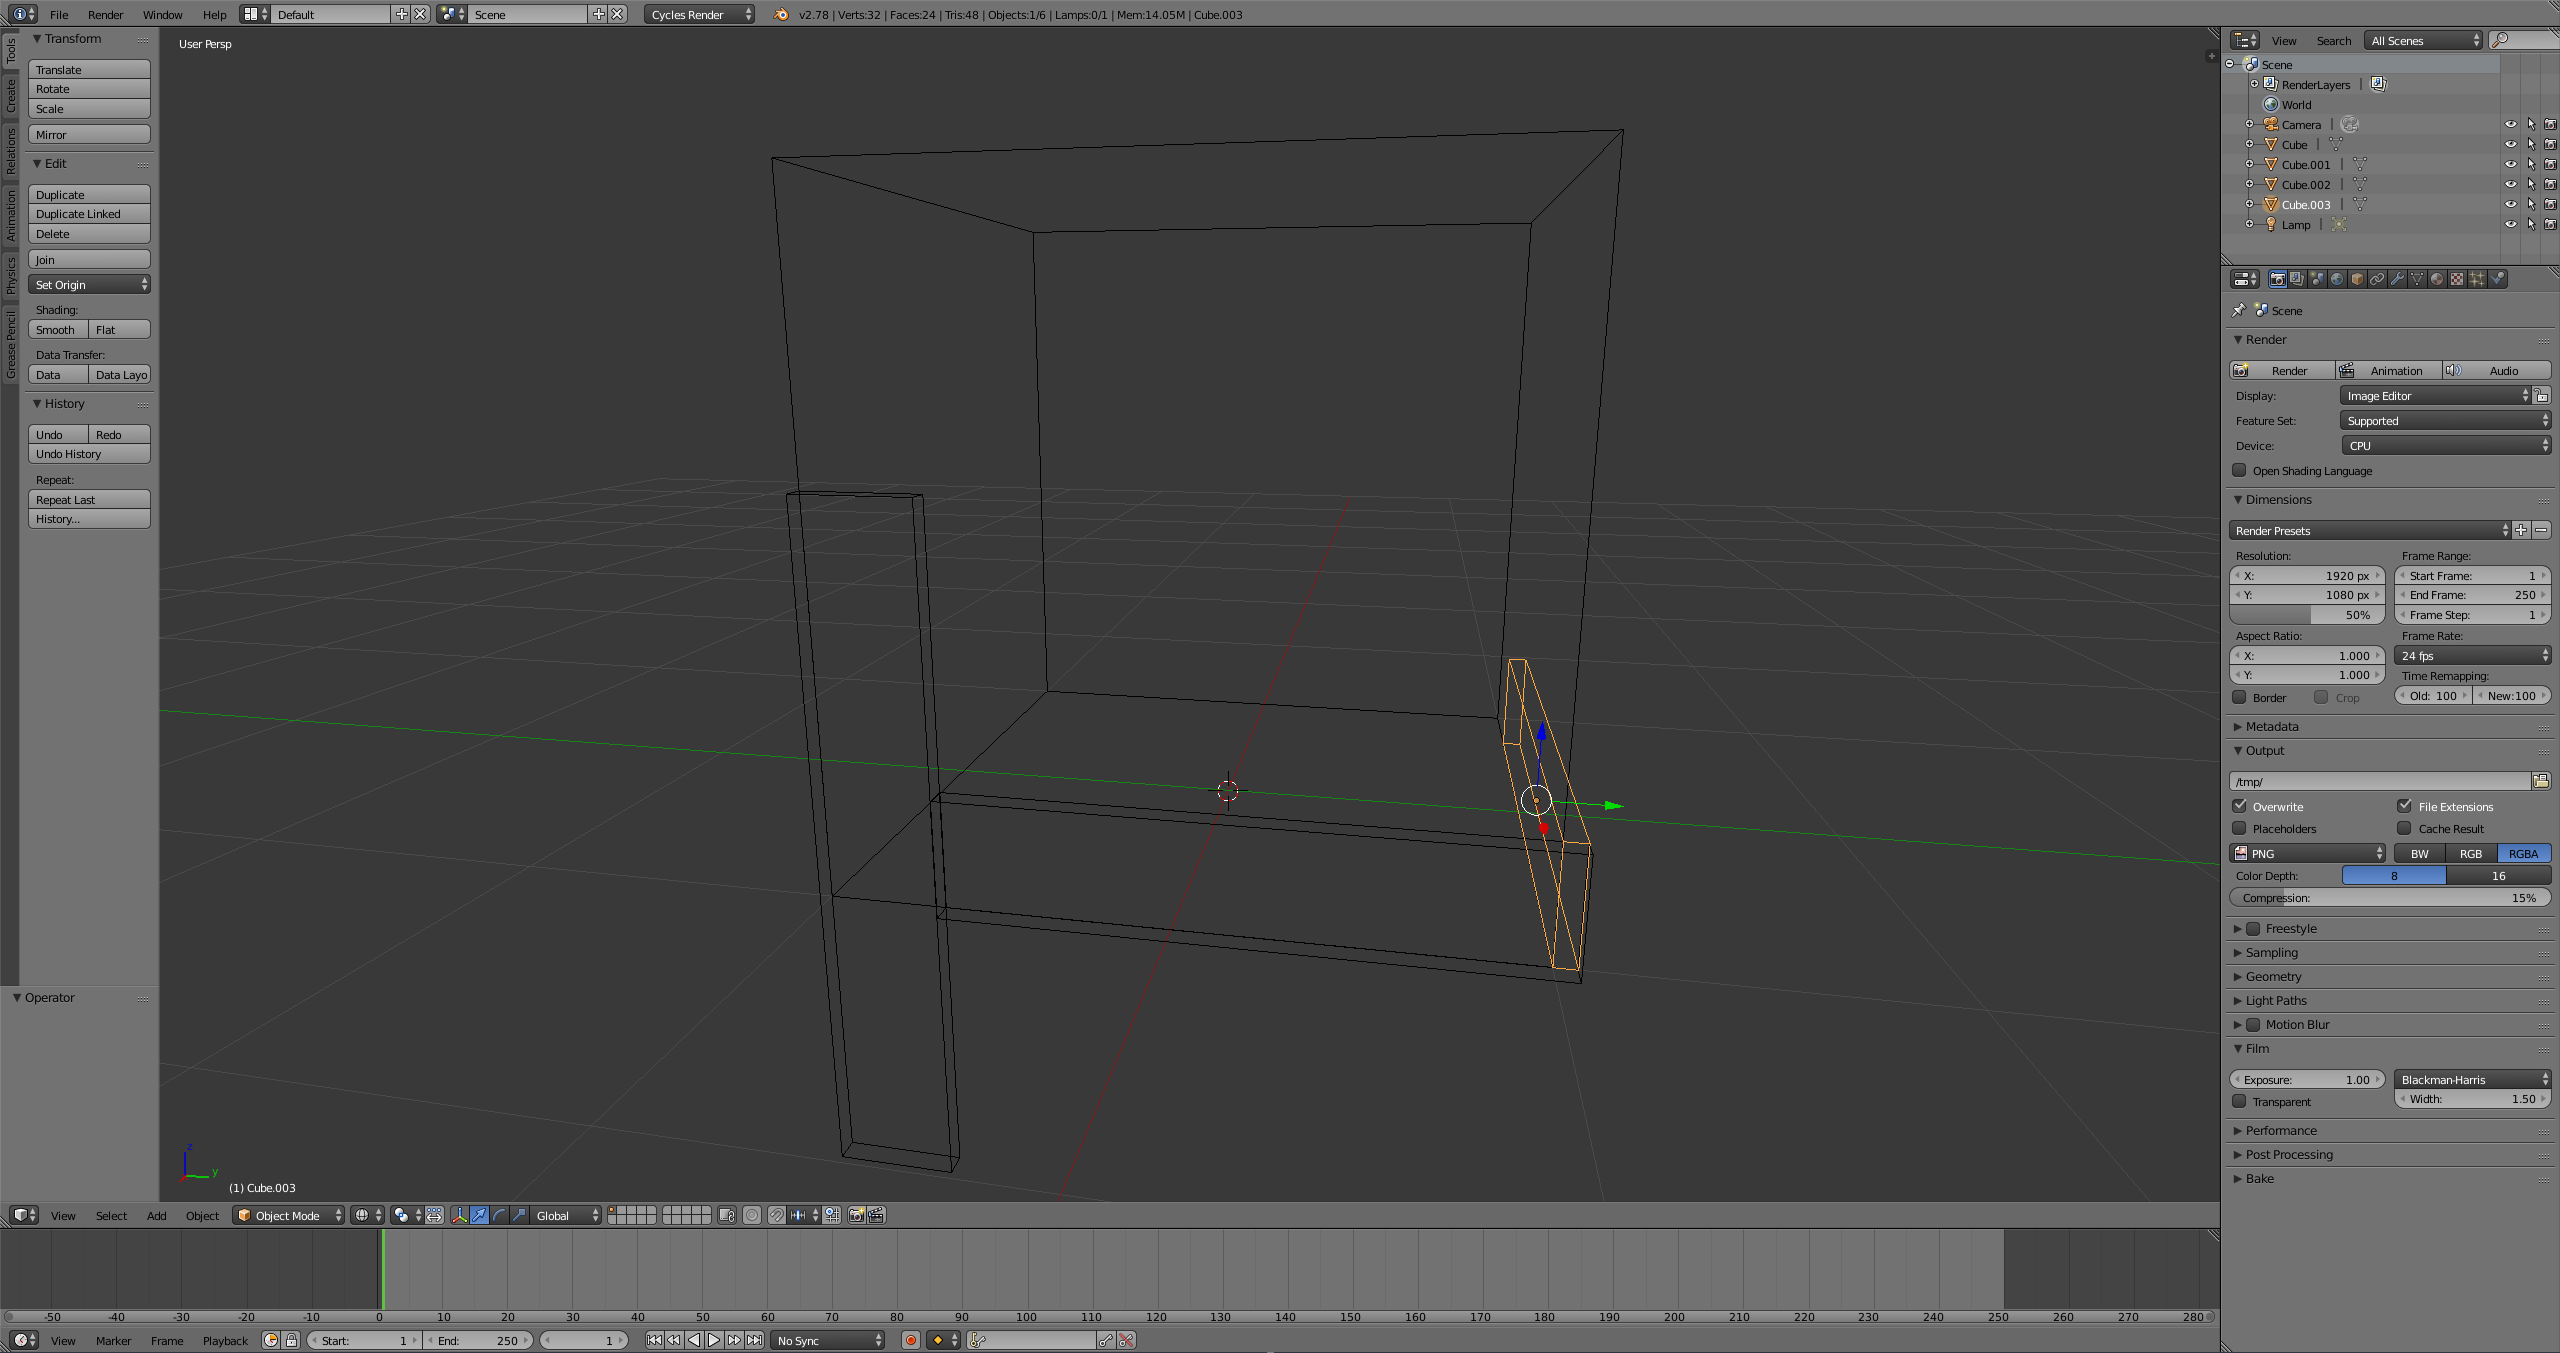 File Render Window Help Default Scene Cycles Render v2.78 | Verts:32 | Faces:24 | Tris:48 | Objects:1/6 | Lamps:0/1 | Mem:14.05M | Cube.003
Tools
Create
Relations
Animation
Physics
Grease Pencil
Transform
Translate
Rotate
Scale
Mirror
Edit
Duplicate
Duplicate Linked
Delete
Join
Set Origin
Shading:
Smooth Flat
Data Transfer:
Data Data Layo
History
Undo Redo
Undo History
Repeat:
Repeat Last
History...
Operator
User Persp
z
y
(1) Cube.003
View Select Add Object Object Mode Global
-50 -40 -30 -20 -10 0 10 20 30 40 50 60 70 80 90 100 110 120 130 140 150 160 170 180 190 200 210 220 230 240 250 260 270 280
View Marker Frame Playback Start: 1 End: 250 1 No Sync
View Search All Scenes
Scene
RenderLayers |
World
Camera |
Cube |
Cube.001 |
Cube.002 |
Cube.003 |
Lamp |
Scene
Render
Render Animation Audio
Display: Image Editor
Feature Set: Supported
Device: CPU
Open Shading Language
Dimensions
Render Presets
Resolution: Frame Range:
X: 1920 px Start Frame: 1
Y: 1080 px End Frame: 250
50% Frame Step: 1
Aspect Ratio: Frame Rate:
X: 1.000 24 fps
Y: 1.000 Time Remapping:
Border Crop Old: 100 New:100
Metadata
Output
/tmp/
Overwrite File Extensions
Placeholders Cache Result
PNG BW RGB RGBA
Color Depth: 8 16
Compression: 15%
Freestyle
Sampling
Geometry
Light Paths
Motion Blur
Film
Exposure: 1.00 Blackman-Harris
Transparent Width: 1.50
Performance
Post Processing
Bake